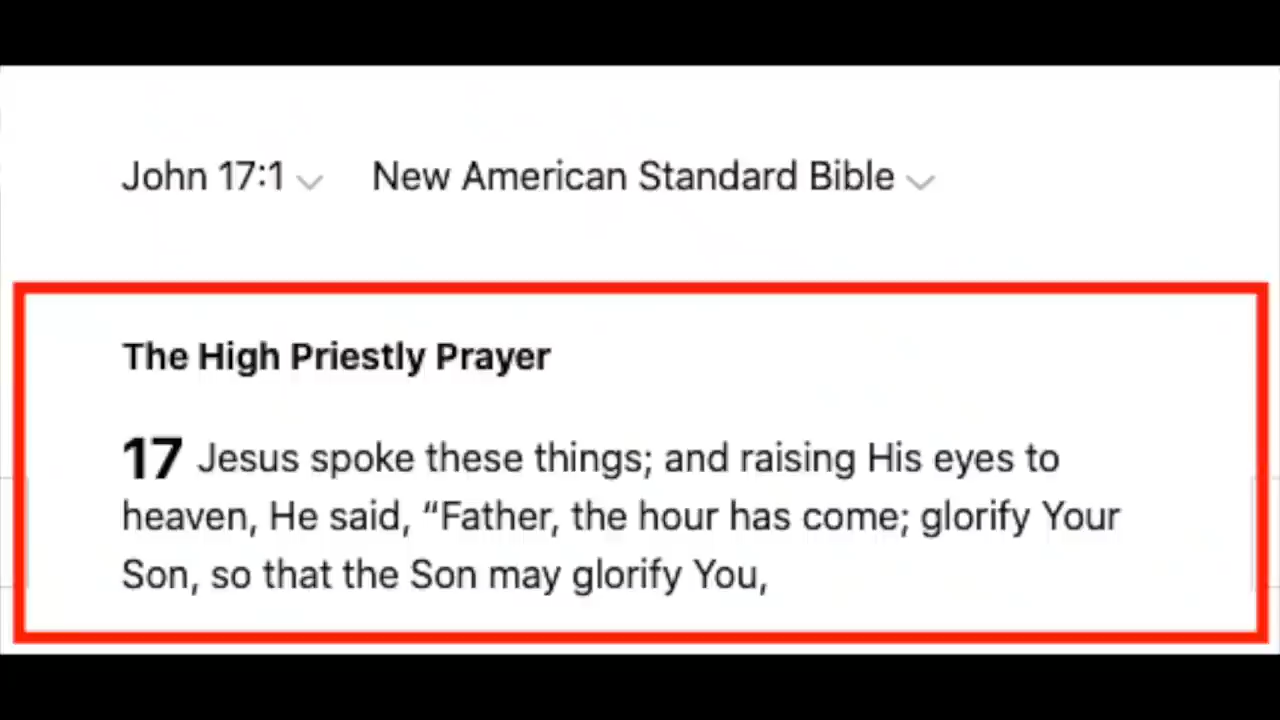 John 17:1 New American Standard Bible
The High Priestly Prayer
17 Jesus spoke these things; and raising His eyes to
heaven, He said, “Father, the hour has come; glorify Your
Son, so that the Son may glorify You,